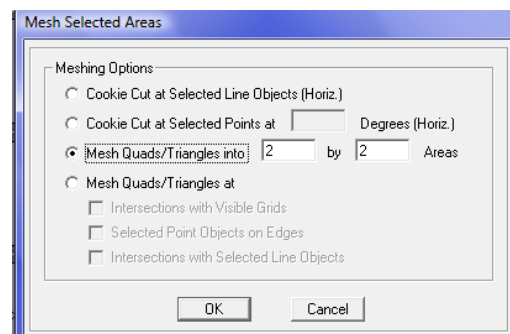 Mesh Selected Areas
Meshing Options
Cookie Cut at Selected Line Objects (Horiz.)
Cookie Cut at Selected Points at Degrees (Horiz.)
Mesh Quads/Triangles into 2 by 2 Areas
Mesh Quads/Triangles at
Intersections with Visible Grids
Selected Point Objects on Edges
Intersections with Selected Line Objects
OK Cancel